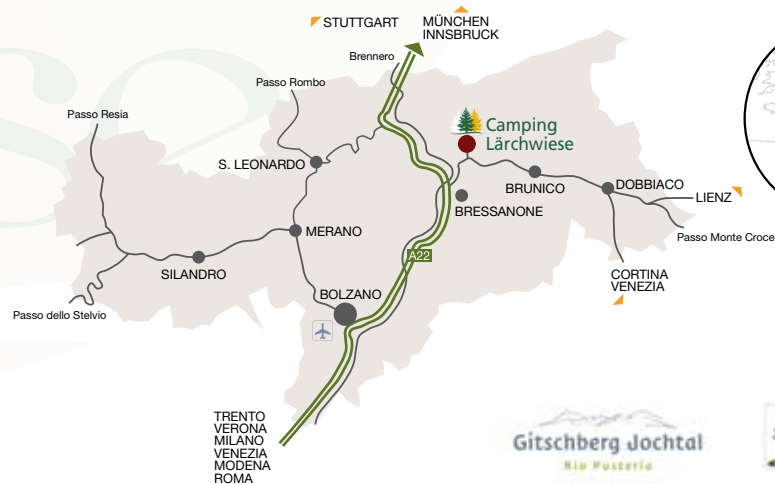 STUTTGART
MÜNCHEN
INNSBRUCK
Brennero
Passo Rombo
Passo Resia
Camping
Lärchwiese
S. LEONARDO
BRUNICO
DOBBIACO
LIENZ
BRESSANONE
MERANO
Passo Monte Croce
A22
SILANDRO
CORTINA
VENEZIA
BOLZANO
Passo dello Stelvio
TRENTO
VERONA
MILANO
VENEZIA
MODENA
ROMA
Gitschberg Jochtal
Rio Pusteria